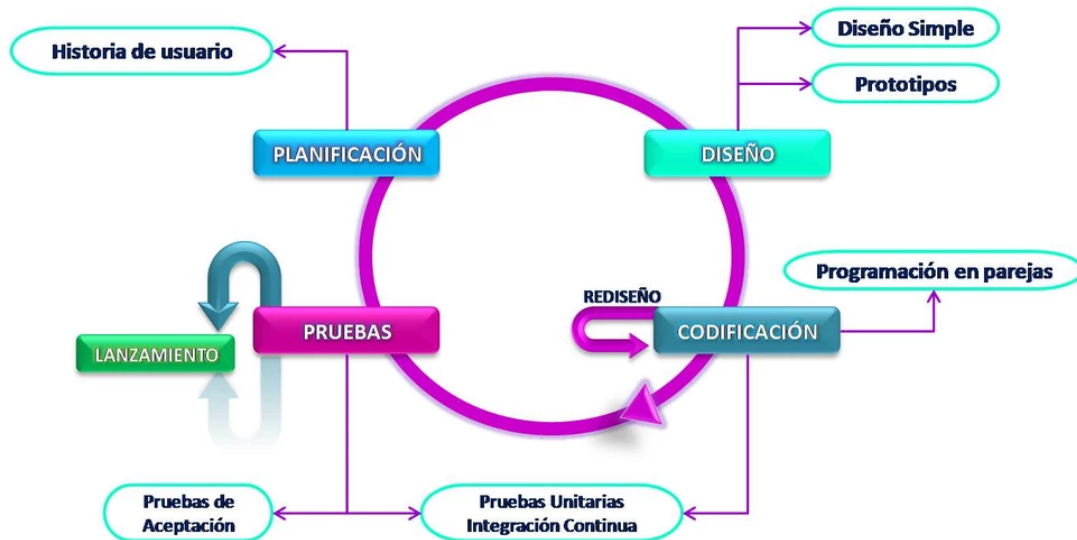 Historia de usuario
Diseño Simple
Prototipos
PLANIFICACIÓN
DISEÑO
Programación en parejas
REDISEÑO
PRUEBAS
CODIFICACIÓN
LANZAMIENTO
Pruebas de
Aceptación
Pruebas Unitarias
Integración Continua